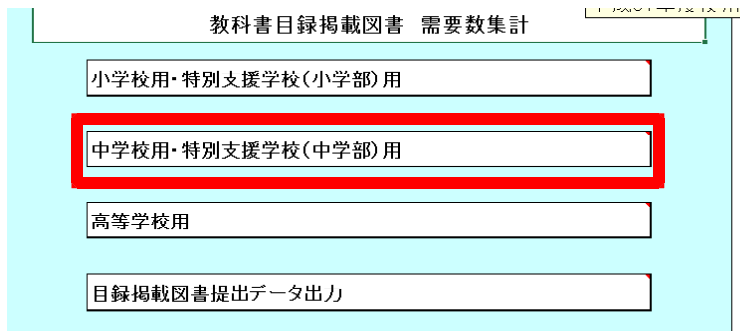 教科書目録掲載図書 需要数集計
小学校用・特別支援学校(小学部)用
中学校用・特別支援学校(中学部)用
高等学校用
目録掲載図書提出データ出力